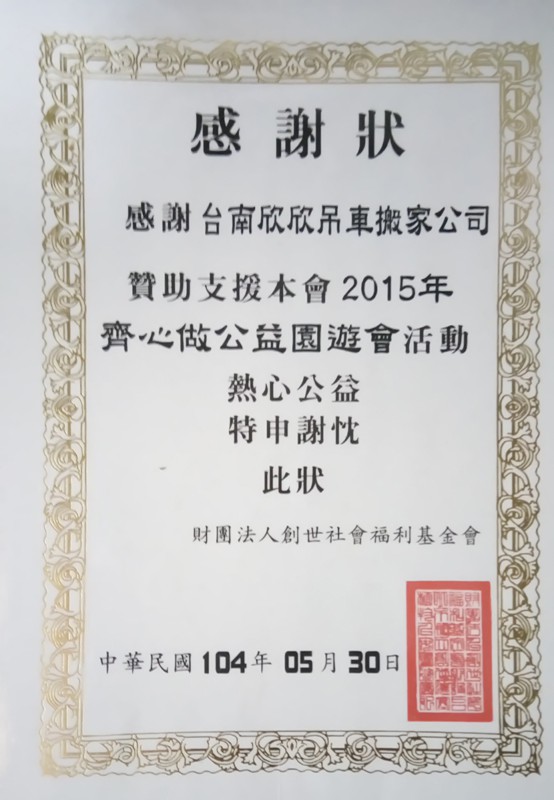 感謝狀
感謝 台南欣欣吊車搬家公司
贊助支援本會 2015年
齊心做公益園遊會活動
熱心公益
特申謝忱
此狀
財團法人創世社會福利基金會
中華民國 104 年 05 月 30 日